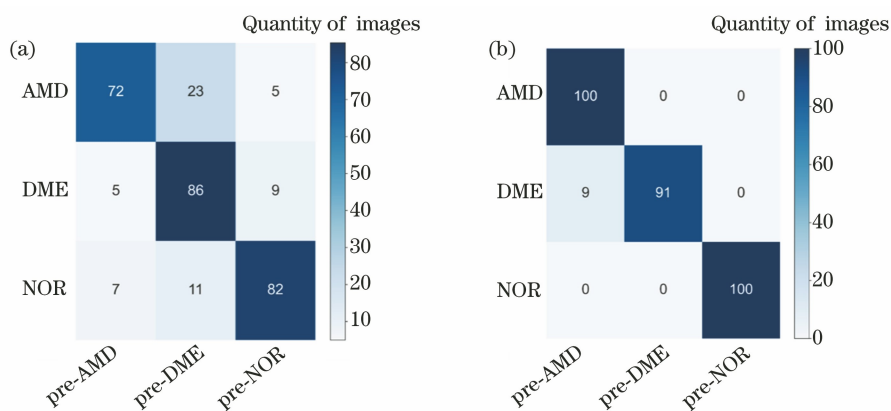 Quantity of images
(a)
AMD
72 23 5
DME
5 86 9
NOR
7 11 82
pre-AMD pre-DME pre-NOR
80
70
60
50
40
30
20
10
Quantity of images
(b)
AMD
100 0 0
DME
9 91 0
NOR
0 0 100
pre-AMD pre-DME pre-NOR
100
80
60
40
20
0